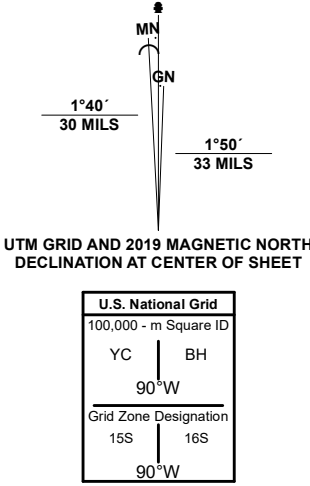 MN
GN
1°40´
30 MILS
1°50´
33 MILS
UTM GRID AND 2019 MAGNETIC NORTH
DECLINATION AT CENTER OF SHEET
U.S. National Grid
100,000 - m Square ID
YC BH
90°W
Grid Zone Designation
15S 16S
90°W